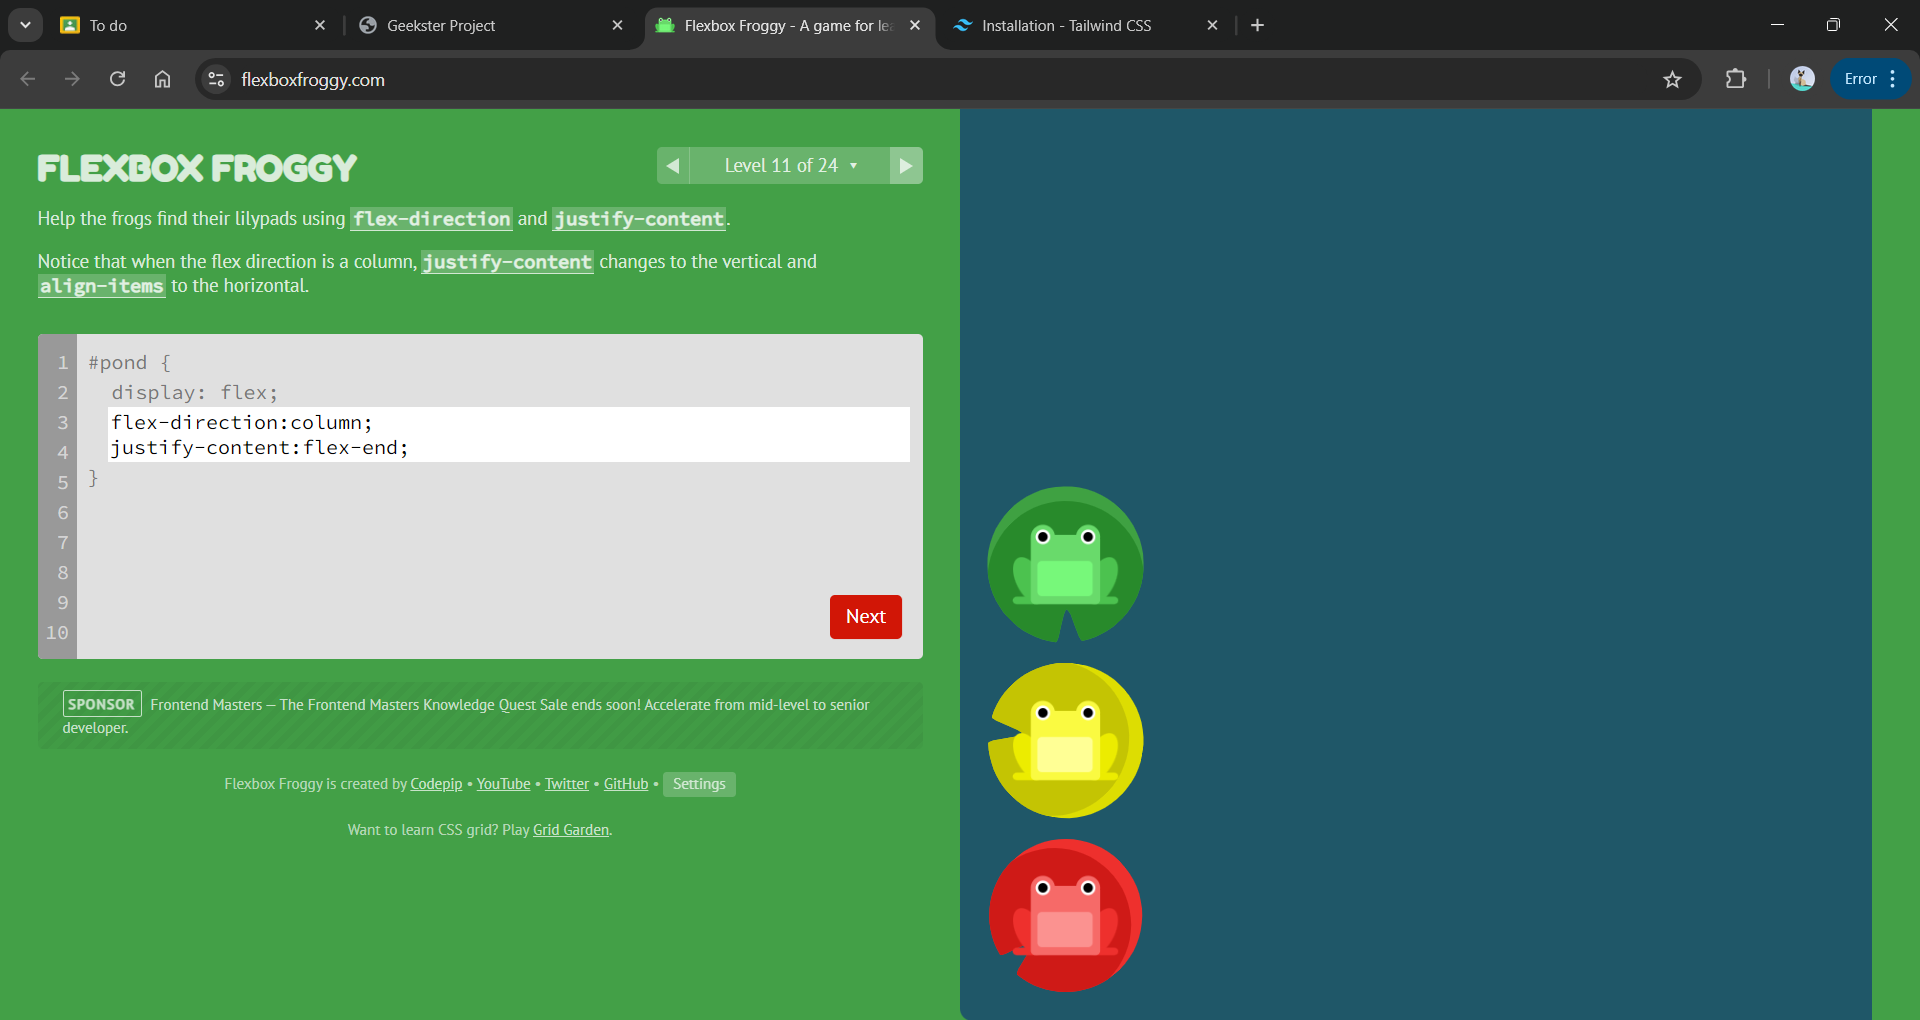 To do
Geekster Project
Flexbox Froggy - A game for le
Installation - Tailwind CSS
flexboxfroggy.com
Error
FLEXBOX FROGGY
Level 11 of 24
Help the frogs find their lilypads using flex-direction and justify-content.
Notice that when the flex direction is a column, justify-content changes to the vertical and
align-items to the horizontal.
1 #pond {
2 display: flex;
3 flex-direction:column;
4 justify-content:flex-end;
5 }
6
7
8
9
10
Next
SPONSOR Frontend Masters — The Frontend Masters Knowledge Quest Sale ends soon! Accelerate from mid-level to senior
developer.
Flexbox Froggy is created by Codepip • YouTube • Twitter • GitHub • Settings
Want to learn CSS grid? Play Grid Garden.